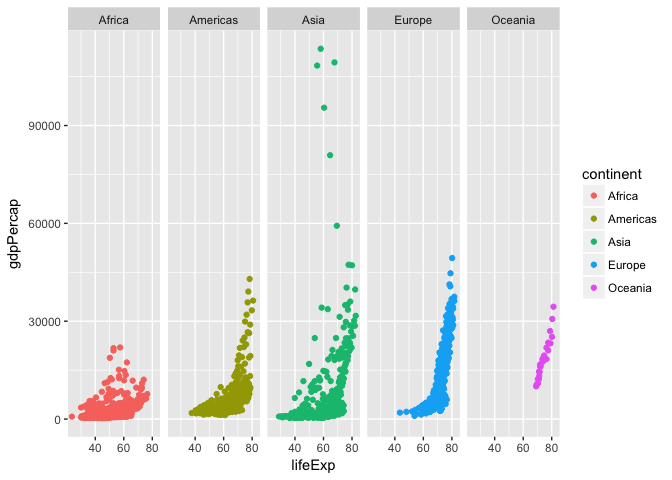 Africa Americas Asia Europe Oceania
gdpPercap
90000
60000
30000
0
40 60 80 40 60 80 40 60 80 40 60 80 40 60 80
lifeExp
continent
Africa
Americas
Asia
Europe
Oceania